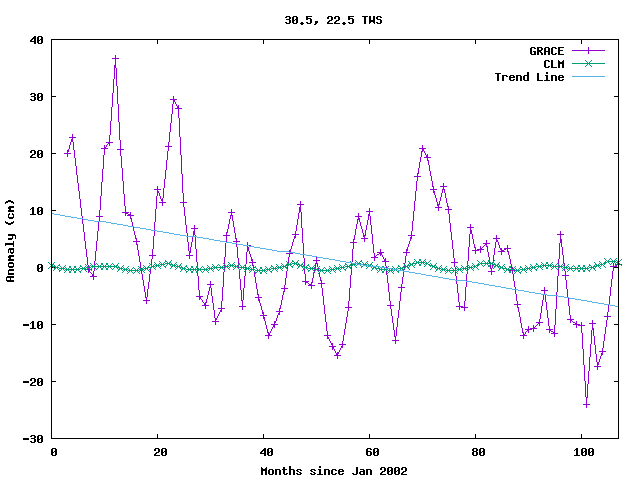 30.5, 22.5 TWS
GRACE
CLM
Trend Line
40
30
20
10
0
-10
-20
-30
Anomaly (cm)
0 20 40 60 80 100
Months since Jan 2002